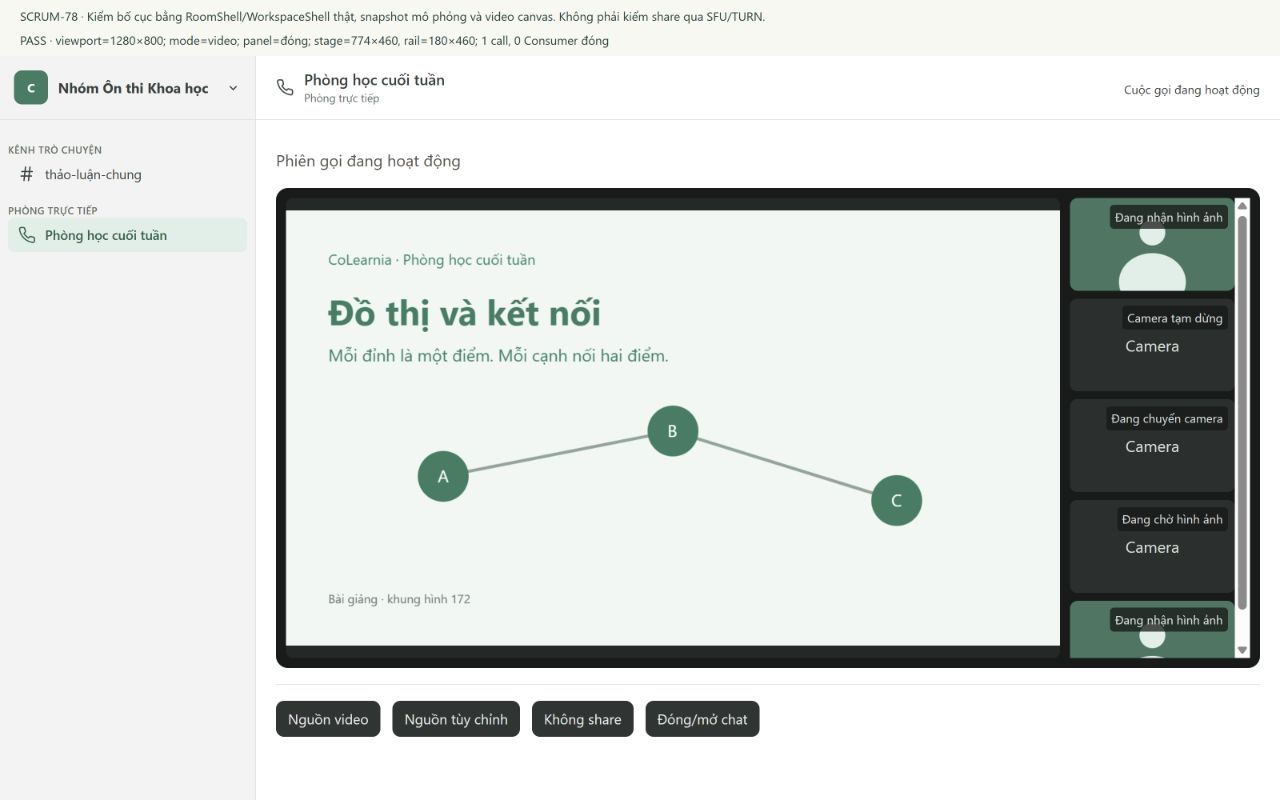 SCRUM-78 · Kiểm bố cục bằng RoomShell/WorkspaceShell thật, snapshot mô phỏng và video canvas. Không phải kiểm share qua SFU/TURN.
PASS · viewport=1280×800; mode=video; panel=đóng; stage=774×460, rail=180×460; 1 call, 0 Consumer đóng
C
Nhóm Ôn thi Khoa học
Phòng học cuối tuần
Phòng trực tiếp
Cuộc gọi đang hoạt động
KÊNH TRÒ CHUYỆN
# thảo-luận-chung
PHÒNG TRỰC TIẾP
Phòng học cuối tuần
Phiên gọi đang hoạt động
CoLearnia · Phòng học cuối tuần
Đồ thị và kết nối
Mỗi đỉnh là một điểm. Mỗi cạnh nối hai điểm.
A
B
C
Bài giảng · khung hình 172
Đang nhận hình ảnh
Camera tạm dừng
Camera
Đang chuyển camera
Camera
Đang chờ hình ảnh
Camera
Đang nhận hình ảnh
Nguồn video
Nguồn tùy chỉnh
Không share
Đóng/mở chat